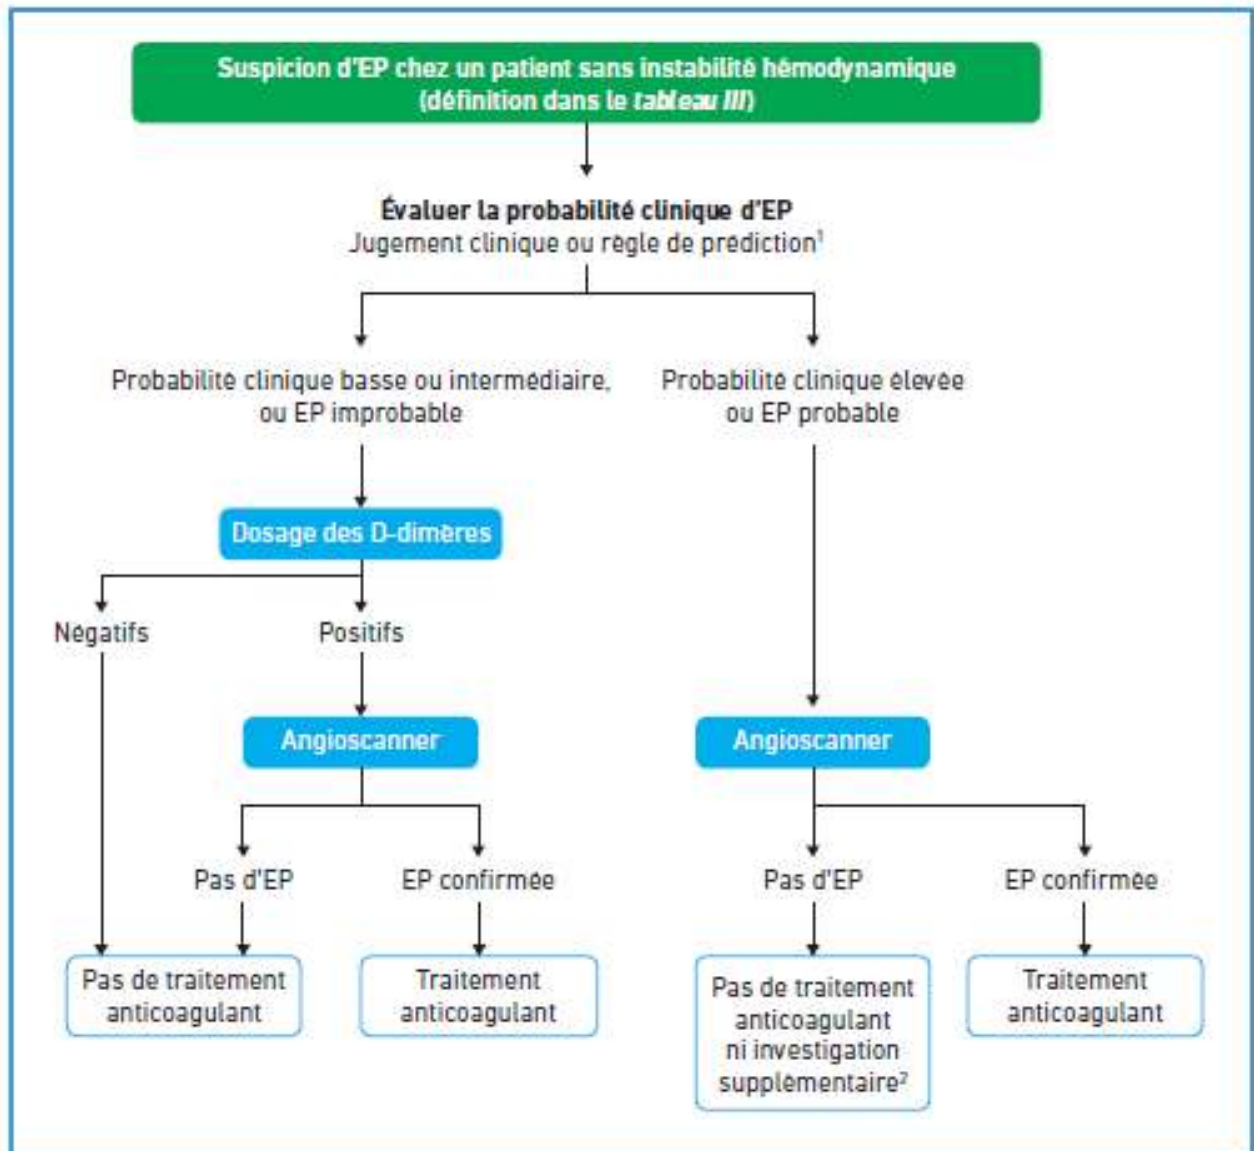 Suspicion d'EP chez un patient sans instabilité hémodynamique
(définition dans le tableau III)
Évaluer la probabilité clinique d'EP
Jugement clinique ou règle de prédiction¹
Probabilité clinique basse ou intermédiaire,
ou EP improbable
Probabilité clinique élevée
ou EP probable
Dosage des D-dimères
Négatifs
Positifs
Angioscanner
Angioscanner
Pas d'EP
EP confirmée
Pas d'EP
EP confirmée
Pas de traitement
anticoagulant
Traitement
anticoagulant
Pas de traitement
anticoagulant
ni investigation
supplémentaire²
Traitement
anticoagulant